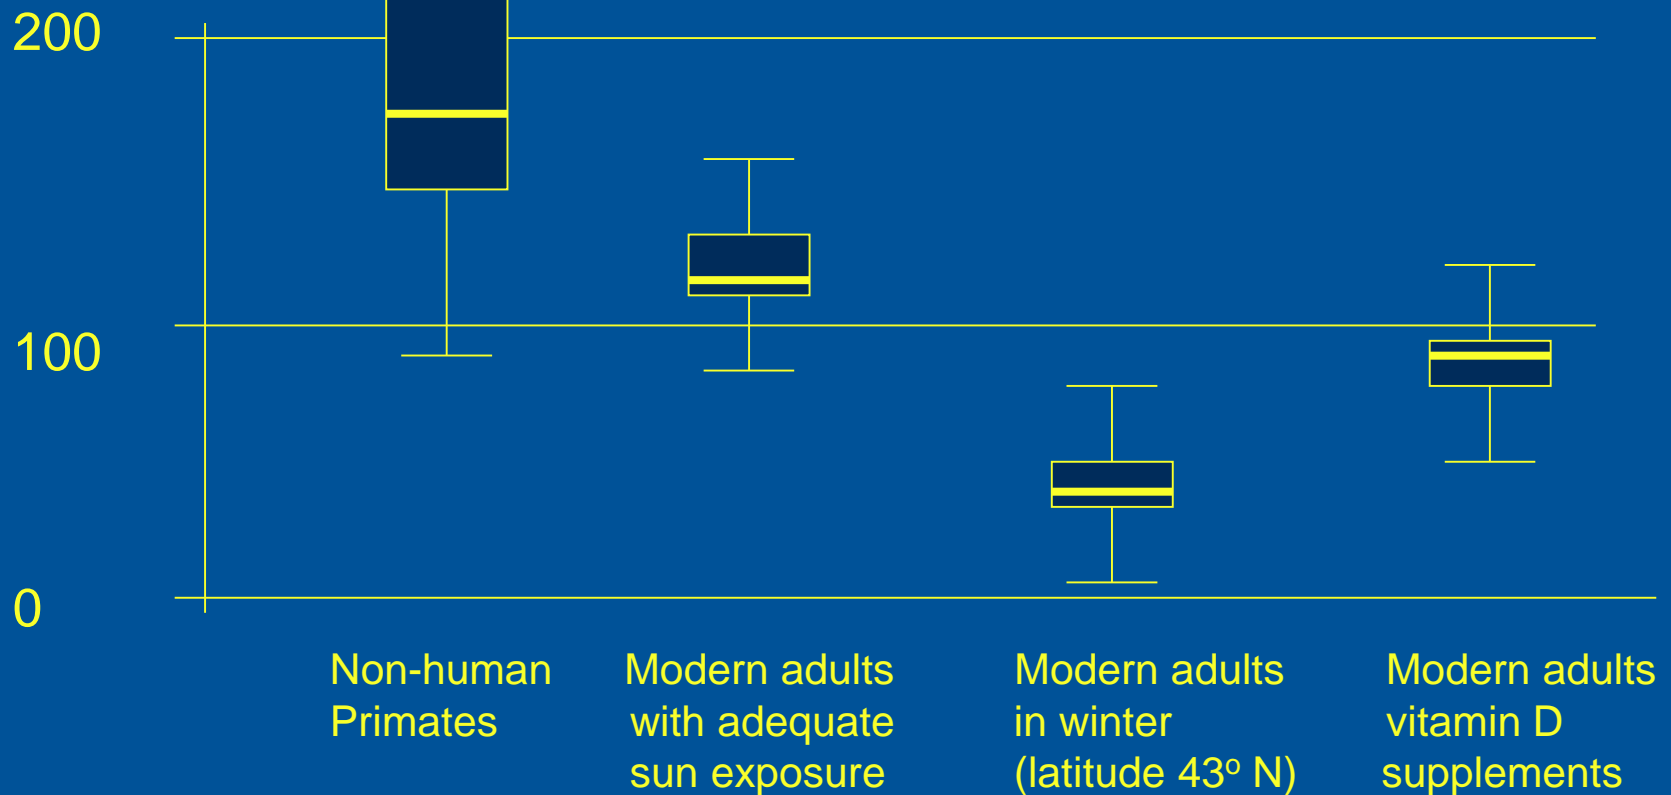 200
100
0
Non-human
Primates
Modern adults
with adequate
sun exposure
Modern adults
in winter
(latitude 43º N)
Modern adults
vitamin D
supplements